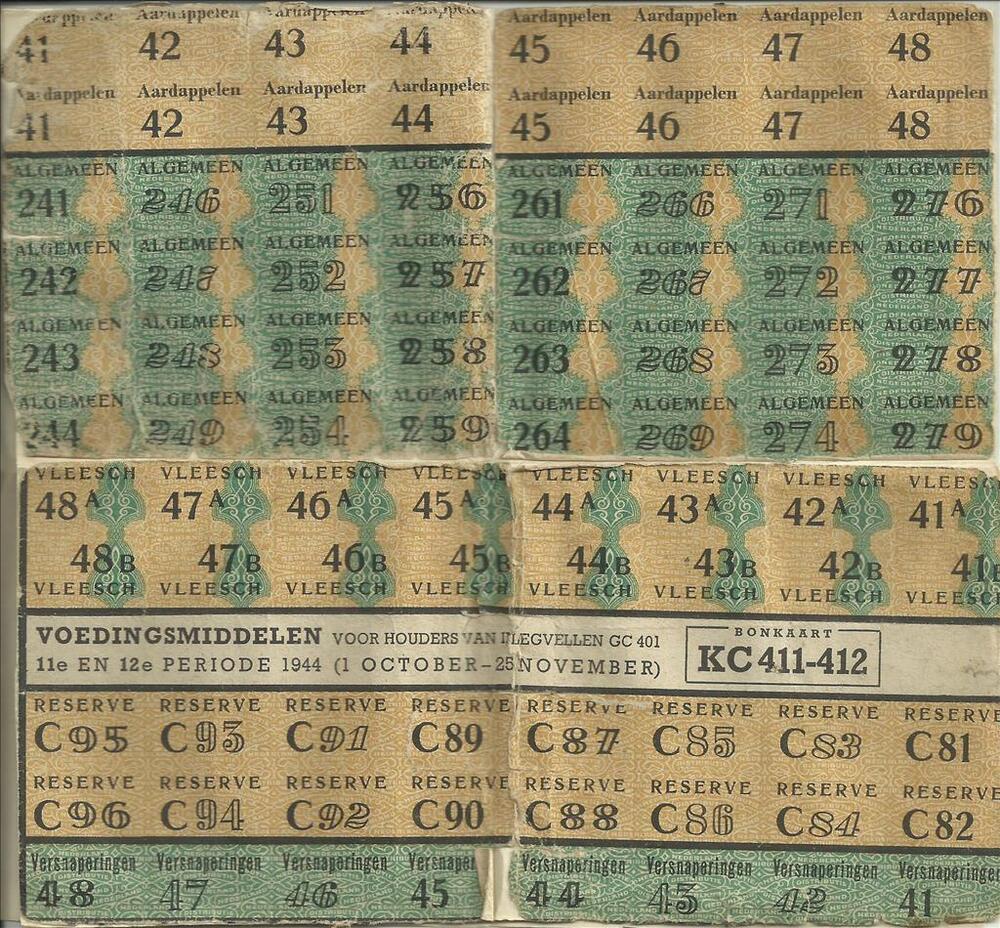 Aardappelen Aardappelen Aardappelen Aardappelen Aardappelen Aardappelen Aardappelen Aardappelen
41 42 43 44 45 46 47 48
Aardappelen Aardappelen Aardappelen Aardappelen Aardappelen Aardappelen Aardappelen Aardappelen
41 42 43 44 45 46 47 48
ALGEMEEN ALGEMEEN ALGEMEEN ALGEMEEN ALGEMEEN ALGEMEEN ALGEMEEN ALGEMEEN
241 246 251 256 261 266 271 276
ALGEMEEN ALGEMEEN ALGEMEEN ALGEMEEN ALGEMEEN ALGEMEEN ALGEMEEN ALGEMEEN
242 247 252 257 262 267 272 277
ALGEMEEN ALGEMEEN ALGEMEEN ALGEMEEN ALGEMEEN ALGEMEEN ALGEMEEN ALGEMEEN
243 248 253 258 263 268 273 278
ALGEMEEN ALGEMEEN ALGEMEEN ALGEMEEN ALGEMEEN ALGEMEEN ALGEMEEN ALGEMEEN
244 249 254 259 264 269 274 279
VLEESCH VLEESCH VLEESCH VLEESCH VLEESCH VLEESCH VLEESCH VLEESCH
48A 47A 46A 45A 44A 43A 42A 41A
48B 47B 46B 45B 44B 43B 42B 41B
VLEESCH VLEESCH VLEESCH VLEESCH VLEESCH VLEESCH VLEESCH VLEESCH
VOEDINGSMIDDELEN VOOR HOUDERS VAN INLEGVELLEN GC 401
11e EN 12e PERIODE 1944 (1 OCTOBER-25 NOVEMBER)
BONKAART
KC 411-412
RESERVE RESERVE RESERVE RESERVE RESERVE RESERVE RESERVE RESERVE
C95 C93 C91 C89 C87 C85 C83 C81
RESERVE RESERVE RESERVE RESERVE RESERVE RESERVE RESERVE RESERVE
C96 C94 C92 C90 C88 C86 C84 C82
Versnaperingen Versnaperingen Versnaperingen Versnaper Versnaperingen Versnaperingen Versnaperingen Versnaperingen
48 47 46 45 44 43 42 41